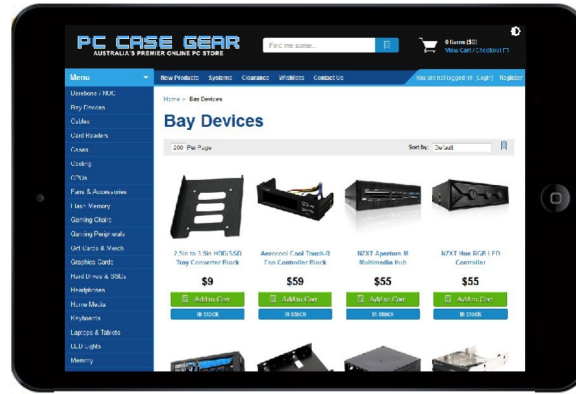 PC CASE GEAR
AUSTRALIA'S PREMIER ONLINE PC STORE
Find me some...
0 Items ($0)
View Cart / Checkout
Menu
New Products Systems Clearance Wishlists Contact Us
You are not logged in! [Login] Register
Barebone / NUC
Bay Devices
Cables
Card Readers
Cases
Cooling
CPUs
Fans & Accessories
Flash Memory
Gaming Chairs
Gaming Peripherals
Gift Cards & Merch
Graphics Cards
Hard Drives & SSDs
Headphones
Home Media
Keyboards
Laptops & Tablets
LED Lights
Memory
Home > Bay Devices
Bay Devices
200 Per Page
Sort by: Default
2.5in to 3.5in HDD/SSD
Tray Converter Black
$9
Add to Cart
In stock
Aerocool Cool Touch-R
Fan Controller Black
$59
Add to Cart
In stock
NZXT Aperture M
Multimedia Hub
$55
Add to Cart
In stock
NZXT Hue RGB LED
Controller
$55
Add to Cart
In stock